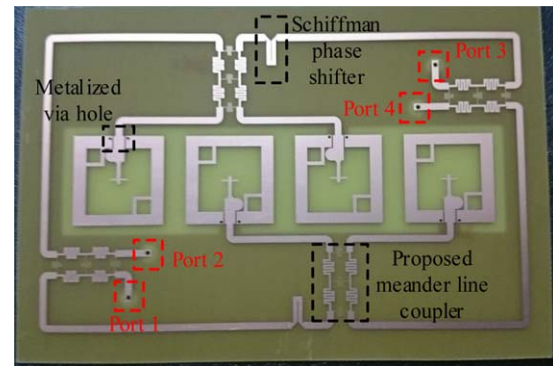 Schiffman
phase
shifter
Port 3
Metalized
via hole
Port 4
Port 2
Proposed
meander line
coupler
Port 1